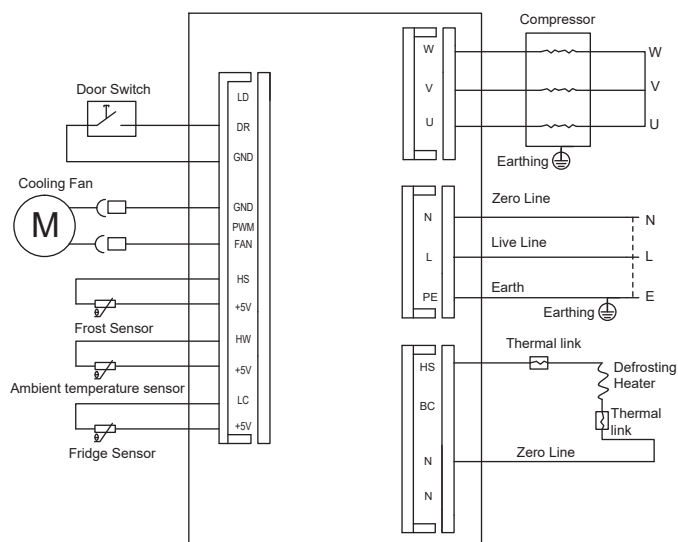 Door Switch
LD
DR
GND
Cooling Fan
M
GND
PWM
FAN
HS
+5V
Frost Sensor
HW
+5V
Ambient temperature sensor
LC
+5V
Fridge Sensor
Compressor
W
W
V
V
U
U
Earthing
Zero Line
N
N
Live Line
L
L
Earth
PE
E
Earthing
Thermal link
HS
Defrosting
Heater
BC
Thermal
link
Zero Line
N
N